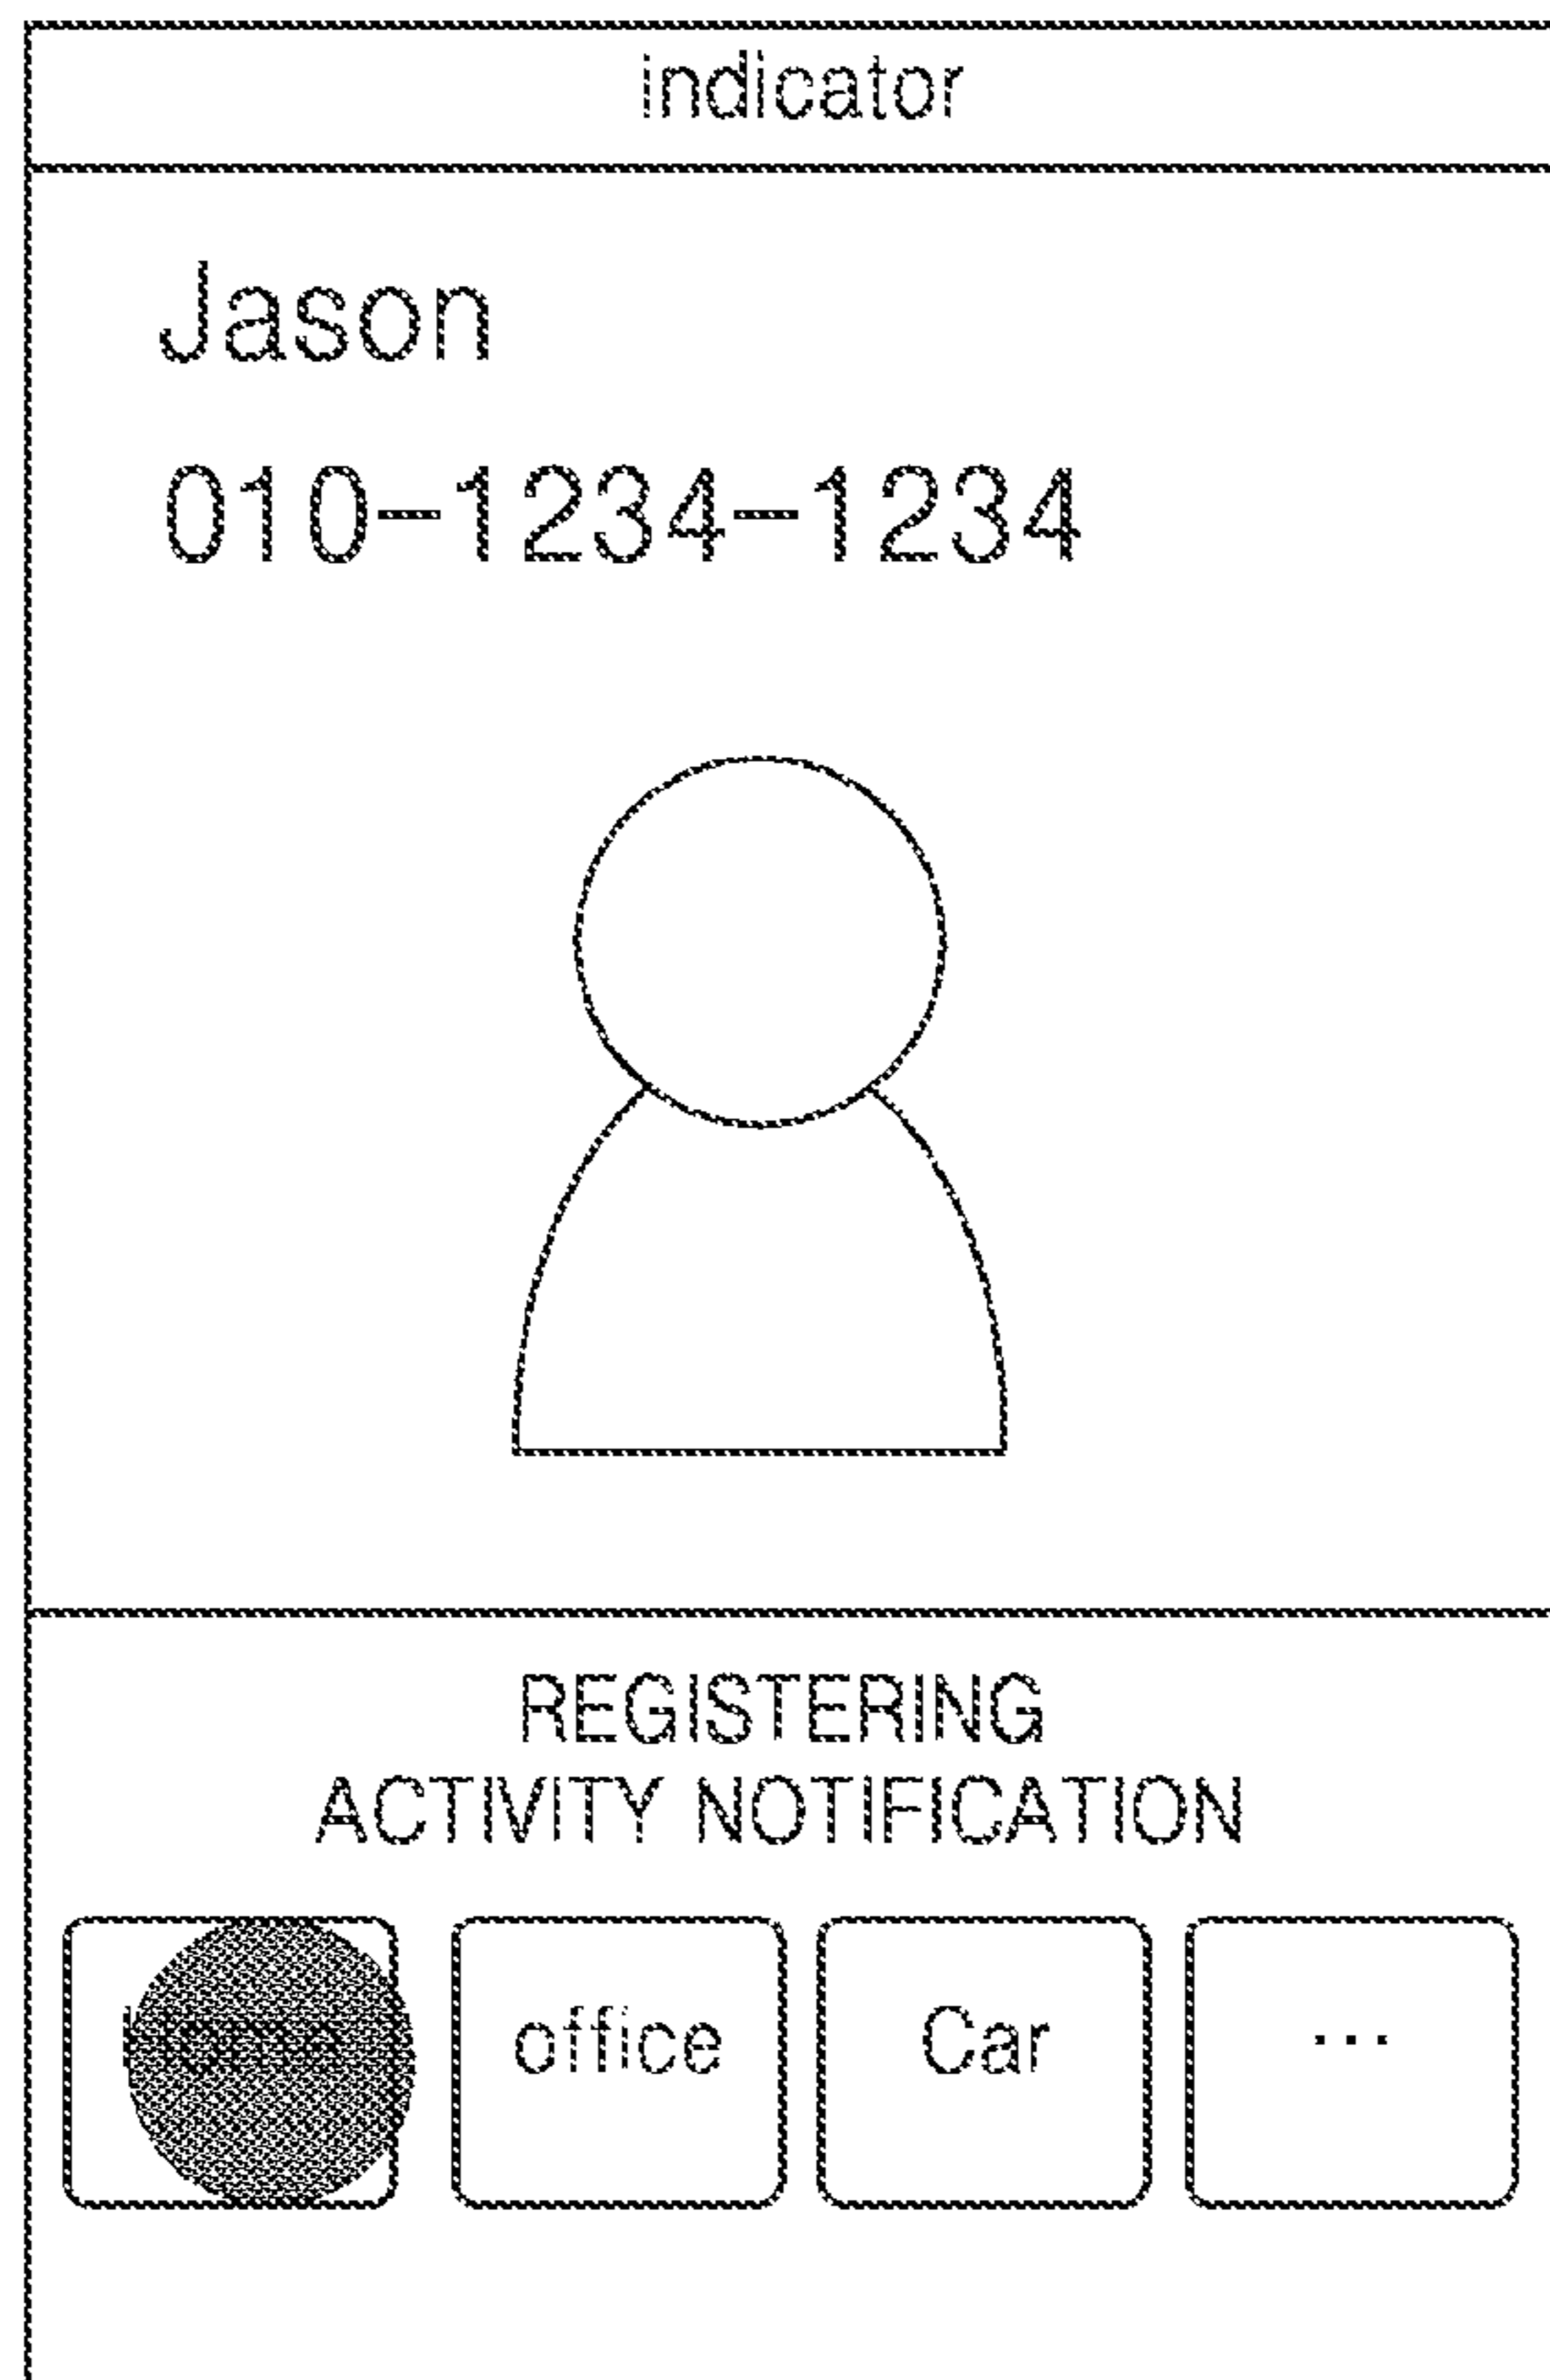 indicator
Jason
010-1234-1234
REGISTERING
ACTIVITY NOTIFICATION
office
Car
...